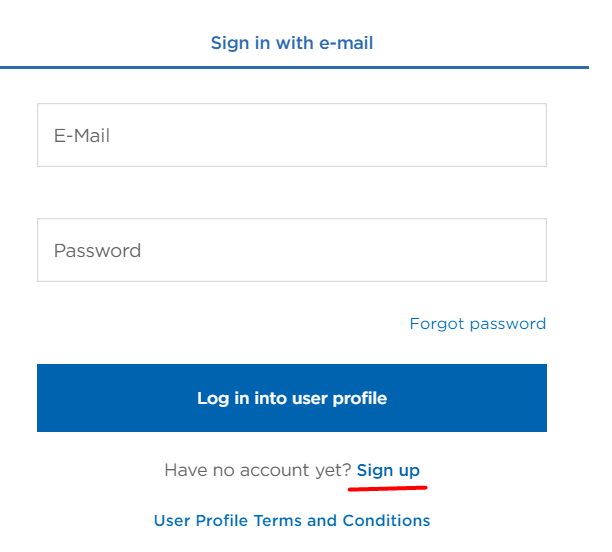 Sign in with e-mail
E-Mail
Password
Forgot password
Log in into user profile
Have no account yet? Sign up
User Profile Terms and Conditions